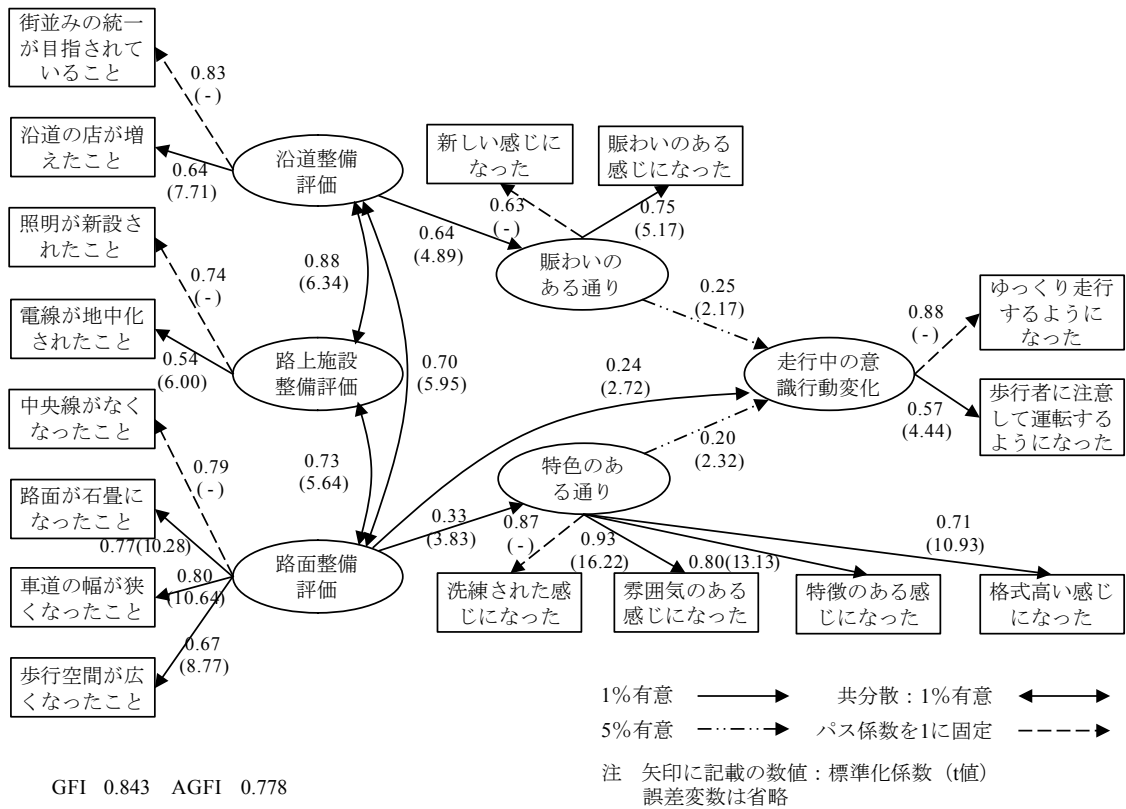 街並みの統一
が目指されて
いること
0.83
(-)
沿道の店が増
えたこと
0.64
(7.71)
照明が新設さ
れたこと
0.74
(-)
電線が地中化
されたこと
0.54
(6.00)
中央線がなく
なったこと
0.79
(-)
路面が石畳に
なったこと
0.77(10.28)
車道の幅が狭
くなったこと
0.80
(10.64)
歩行空間が広
くなったこと
0.67
(8.77)
沿道整備
評価
路上施設
整備評価
路面整備
評価
0.88
(6.34)
0.73
(5.64)
0.70
(5.95)
0.64
(4.89)
新しい感じに
なった
賑わいのある
感じになった
0.63
(-)
0.75
(5.17)
賑わいの
ある通り
0.25
(2.17)
0.24
(2.72)
0.20
(2.32)
0.33
(3.83)
特色のあ
る通り
0.87
(-)
0.93
(16.22)
0.80(13.13)
0.71
(10.93)
洗練された感
じになった
雰囲気のある
感じになった
特徴のある感
じになった
格式高い感じ
になった
走行中の意
識行動変化
0.88
(-)
ゆっくり走行
するように
なった
0.57
(4.44)
歩行者に注意
して運転する
ようになった
1%有意
共分散：1%有意
5%有意
パス係数を1に固定
注 矢印に記載の数値：標準化係数（t値）
誤差変数は省略
GFI 0.843 AGFI 0.778